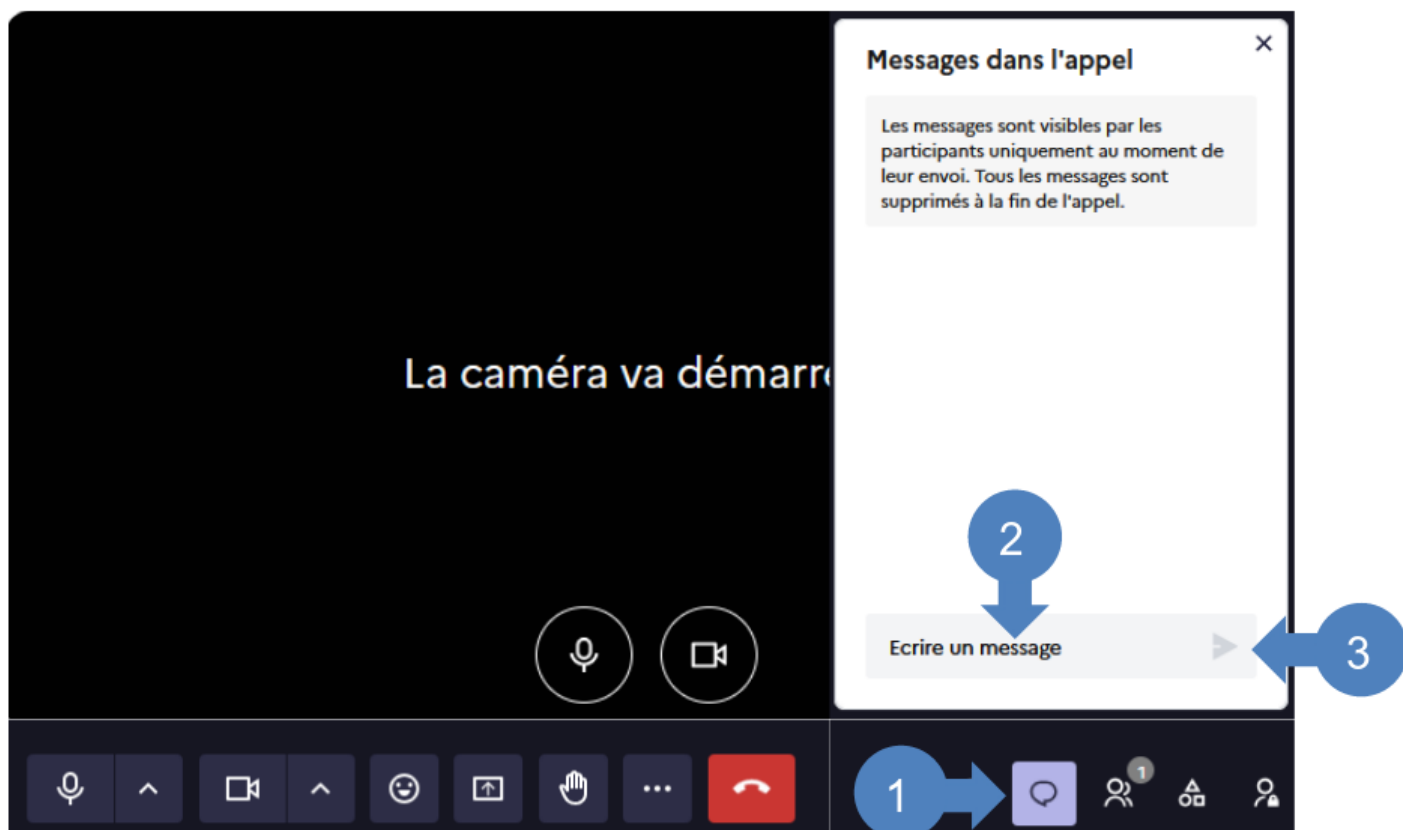 Messages dans l'appel
Les messages sont visibles par les
participants uniquement au moment de
leur envoi. Tous les messages sont
supprimés à la fin de l'appel.
La caméra va démarre
2
Ecrire un message
3
1
1